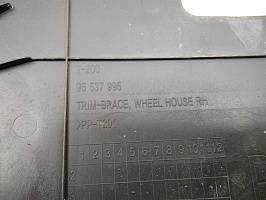 T-200
96 537 995
TRIM-BRACE, WHEEL HOUSE RH
>PP-T20<
1 2 3 4 5 6 7 8 9 10 11 12